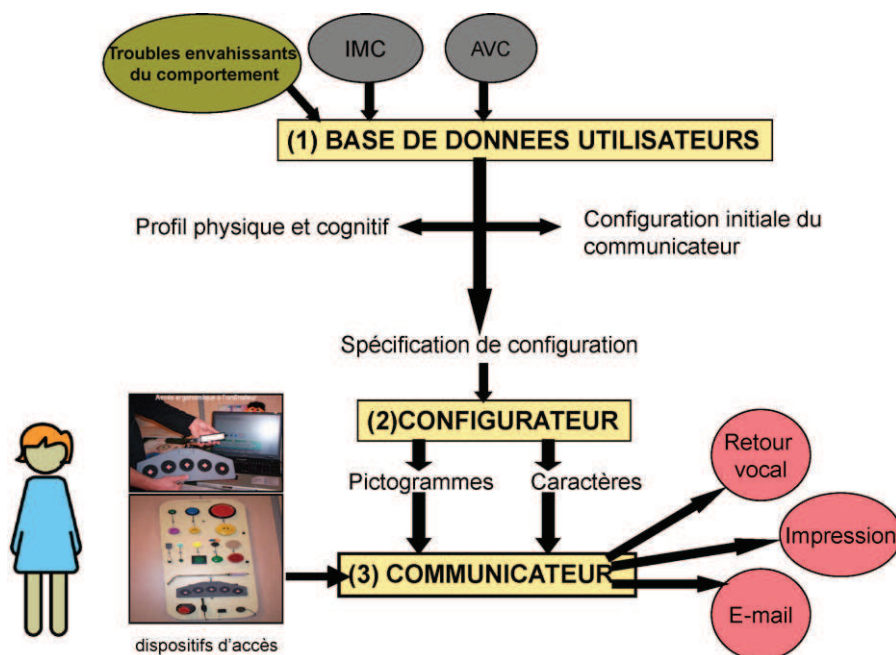 Troubles envahissants
du comportement
IMC
AVC
(1) BASE DE DONNEES UTILISATEURS
Profil physique et cognitif
Configuration initiale du
communicateur
Spécification de configuration
(2)CONFIGURATEUR
Pictogrammes
Caractères
(3) COMMUNICATEUR
Retour
vocal
Impression
E-mail
dispositifs d'accès